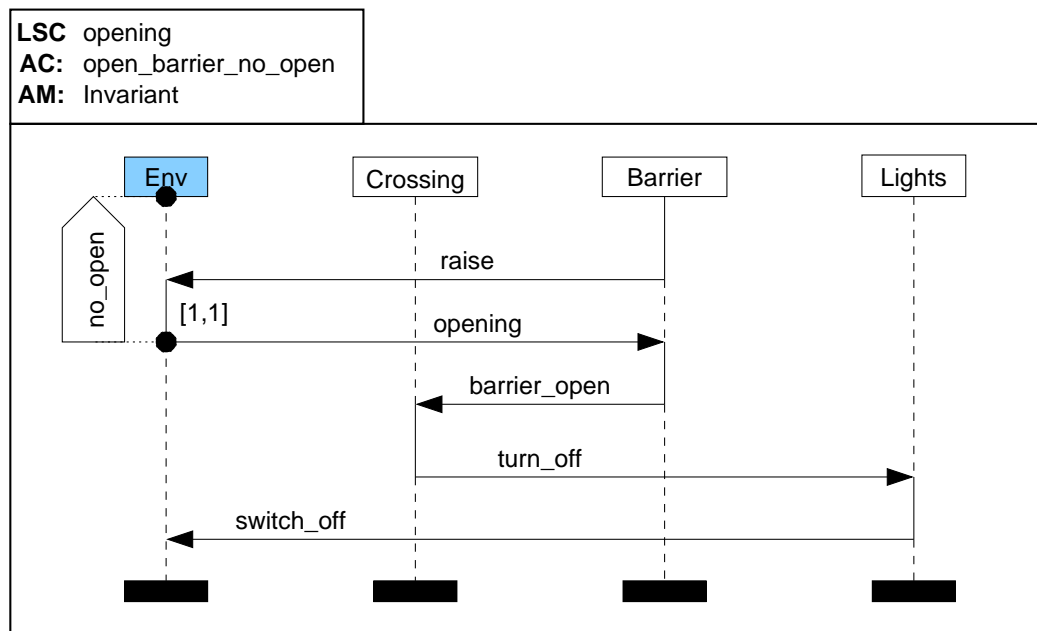 LSC opening
AC: open_barrier_no_open
AM: Invariant
Env Crossing Barrier Lights
no_open
raise
[1,1]
opening
barrier_open
turn_off
switch_off